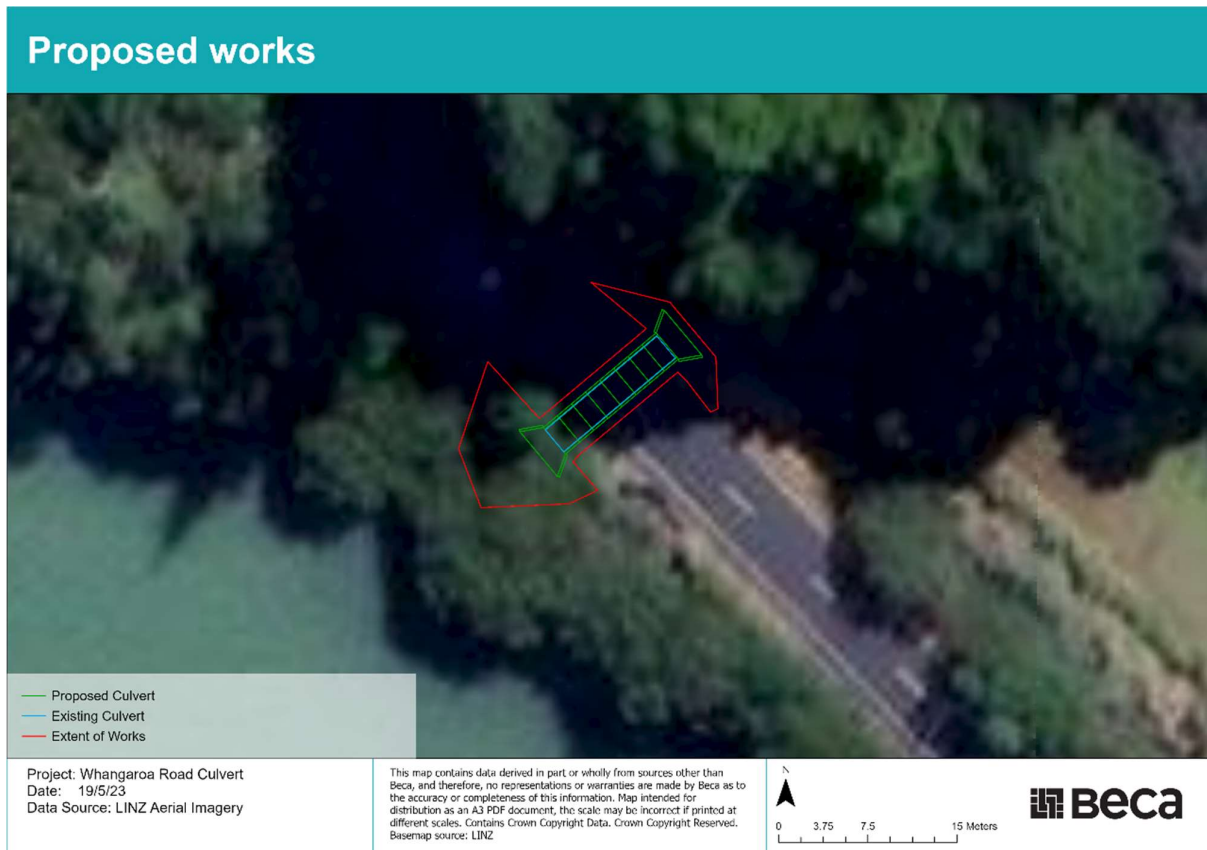 Proposed works
Proposed Culvert
Existing Culvert
Extent of Works
Project: Whangaroa Road Culvert
Date: 19/5/23
Data Source: LINZ Aerial Imagery
This map contains data derived in part or wholly from sources other than
Beca, and therefore, no representations or warranties are made by Beca as to
the accuracy or completeness of this information. Map intended for
distribution as an A3 PDF document, the scale may be incorrect if printed at
different scales. Contains Crown Copyright Data. Crown Copyright Reserved.
Basemap source: LINZ
N
0 3.75 7.5 15 Meters
Beca